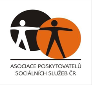 ASOCIACE POSKYTOVATELŮ
SOCIÁLNÍCH SLUŽEB ČR